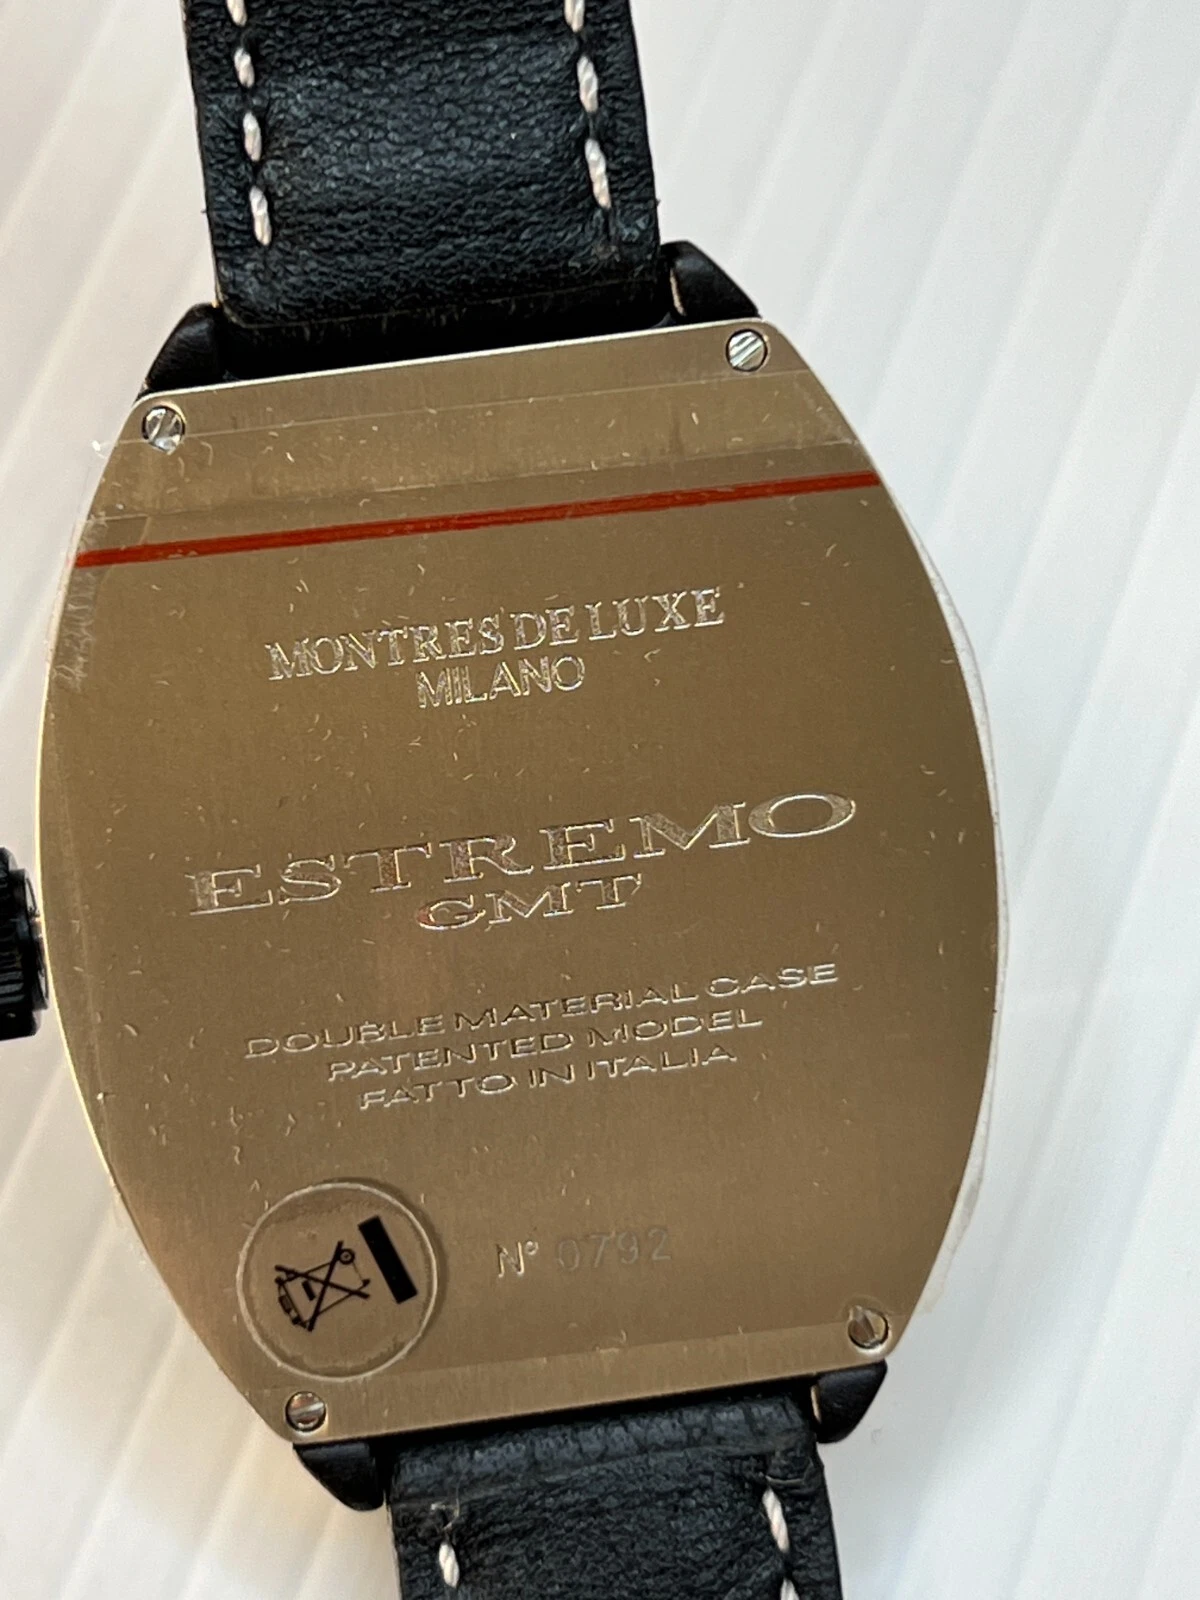 MONTRES DE LUXE
MILANO
ESTREMO
GMT
DOUBLE MATERIAL CASE
PATENTED MODEL
FATTO IN ITALIA
N° 0792